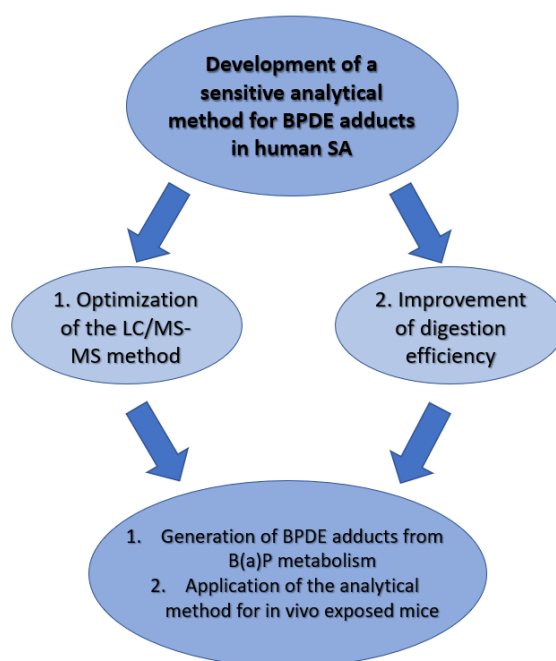 Development of a
sensitive analytical
method for BPDE adducts
in human SA
1. Optimization
of the LC/MS-
MS method
2. Improvement
of digestion
efficiency
1. Generation of BPDE adducts from
B(a)P metabolism
2. Application of the analytical
method for in vivo exposed mice